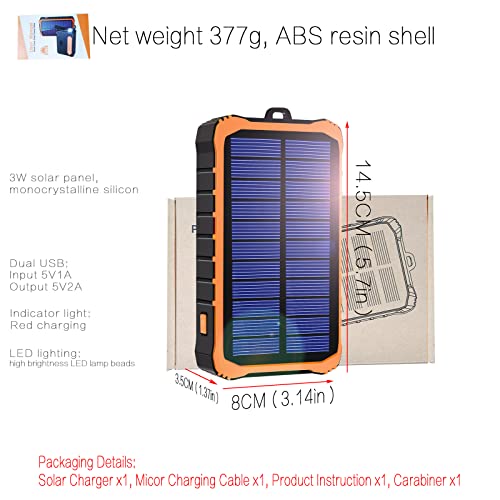 Net weight 377g, ABS resin shell
3W solar panel,
monocrystalline silicon
Dual USB;
Input 5V1A
Output 5V2A
Indicator light:
Red charging
LED lighting:
high brightness LED lamp beads
14.5CM (5.7in)
3.5CM (1.37in)
8CM (3.14in)
Packaging Details:
Solar Charger x1, Micor Charging Cable x1, Product Instruction x1, Carabiner x1